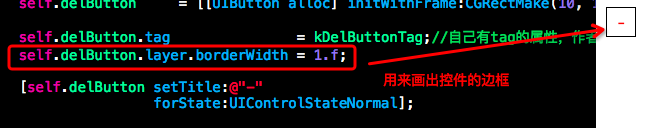 self.delButton = [[UIButton alloc] initWithFrame:CGRectMake(10, 1
self.delButton.tag = kDelButtonTag;//自己有tag的属性，作者
self.delButton.layer.borderWidth = 1.f;
-
用来画出控件的边框
[self.delButton setTitle:@"-"
forState:UIControlStateNormal];